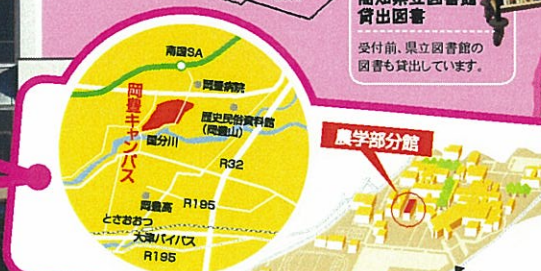 高知県立図書館
貸出図書
受付前、県立図書館の
図書も貸出しています。
南国SA
岡豊病院
岡豊キャンパス
歴史民俗資料館
(岡豊山)
国分川
農学部分館
R32
岡豊高
R195
とさおおつ
大津バイパス
R195